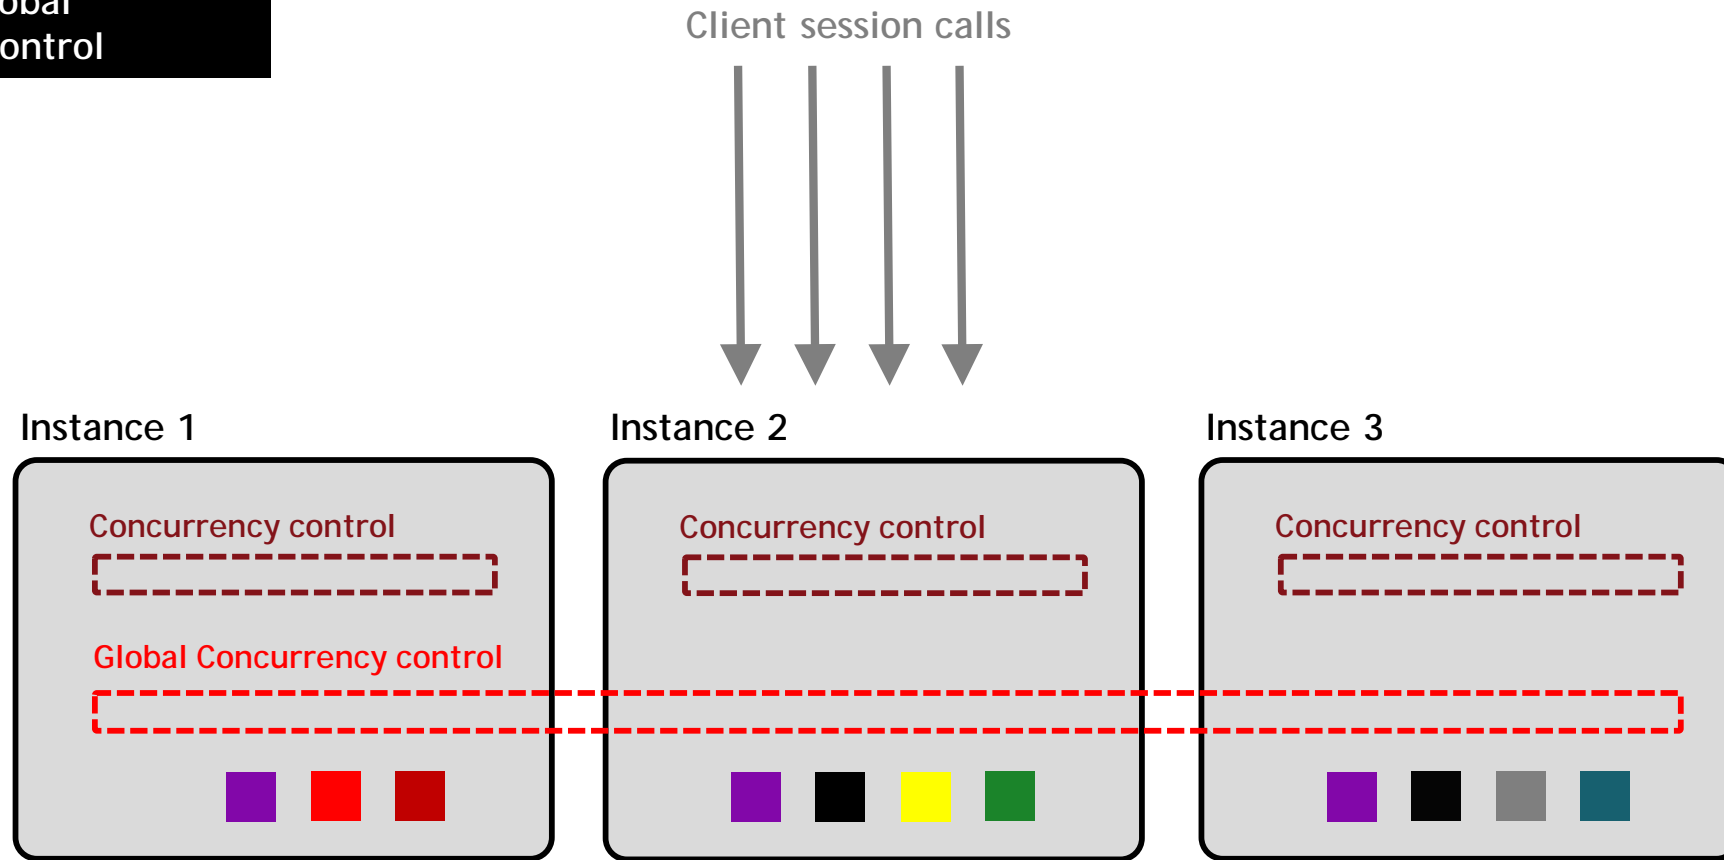 ontrol
Client session calls
Instance 1
Instance 2
Instance 3
Concurrency control
Concurrency control
Concurrency control
Global Concurrency control